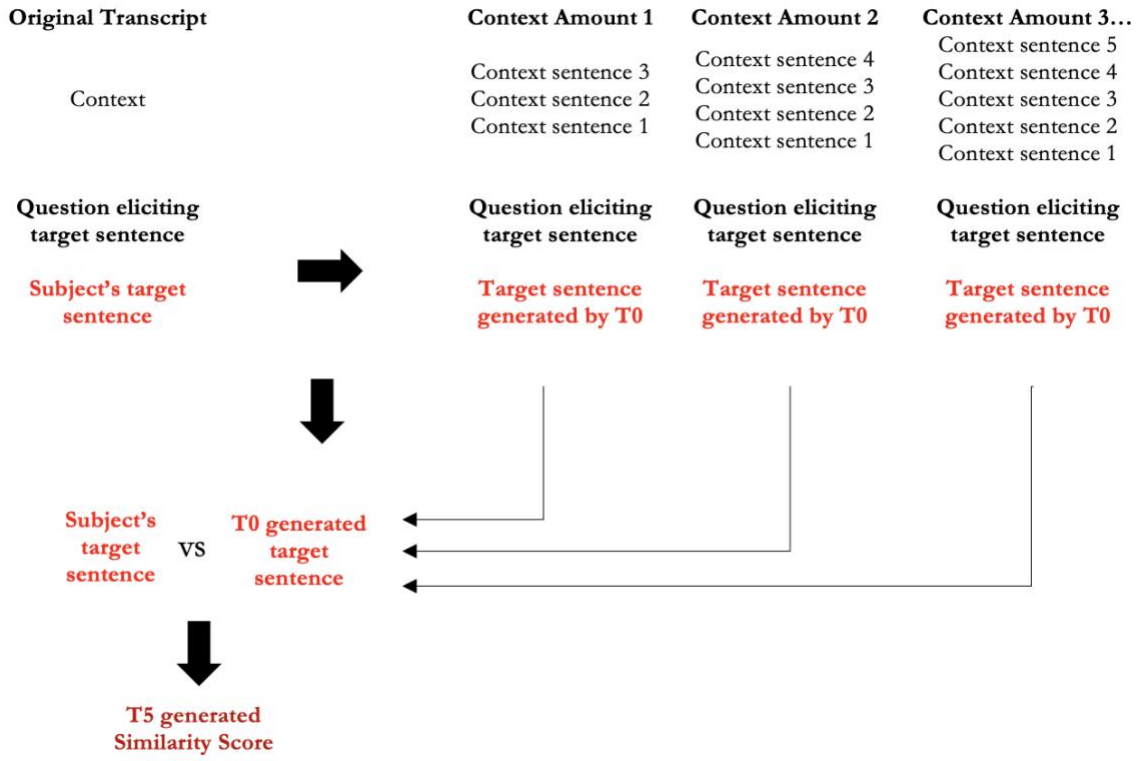 Original Transcript
Context
Question eliciting
target sentence
Subject's target
sentence
Context Amount 1
Context sentence 3
Context sentence 2
Context sentence 1
Question eliciting
target sentence
Target sentence
generated by T0
Context Amount 2
Context sentence 4
Context sentence 3
Context sentence 2
Context sentence 1
Question eliciting
target sentence
Target sentence
generated by T0
Context Amount 3...
Context sentence 5
Context sentence 4
Context sentence 3
Context sentence 2
Context sentence 1
Question eliciting
target sentence
Target sentence
generated by T0
Subject's
target
sentence
VS
T0 generated
target
sentence
T5 generated
Similarity Score